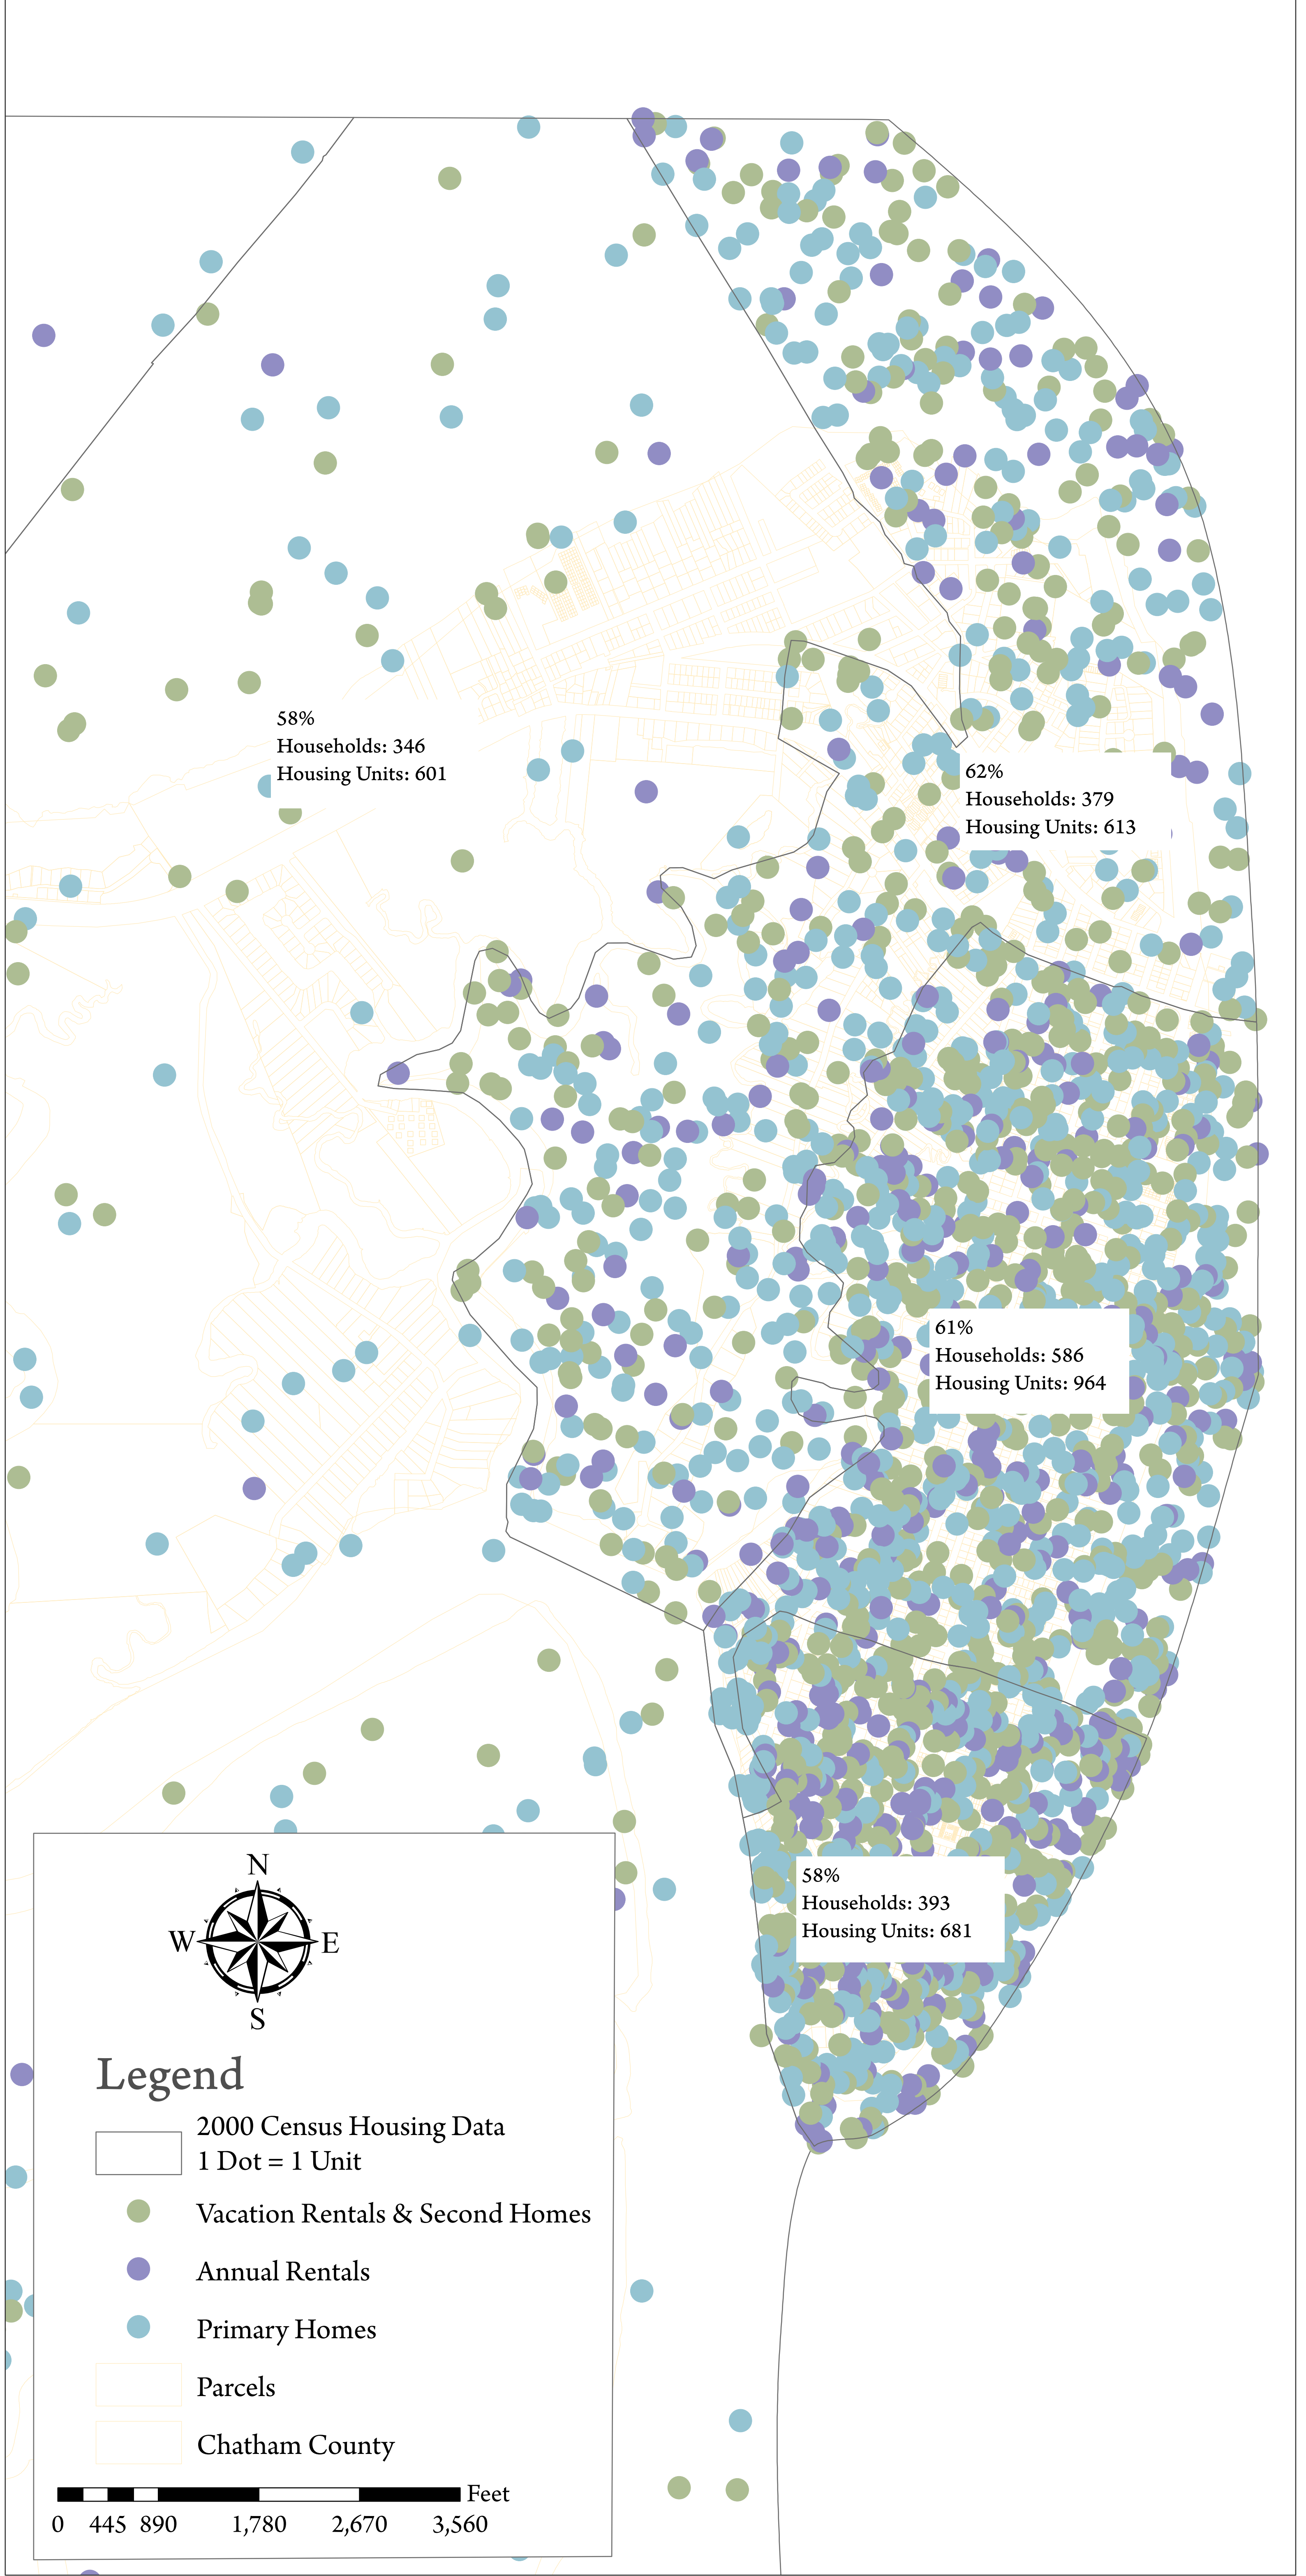 58%
Households: 346
Housing Units: 601
62%
Households: 379
Housing Units: 613
61%
Households: 586
Housing Units: 964
58%
Households: 393
Housing Units: 681
N
W
E
S
Legend
2000 Census Housing Data
1 Dot = 1 Unit
Vacation Rentals & Second Homes
Annual Rentals
Primary Homes
Parcels
Chatham County
Feet
0 445 890 1,780 2,670 3,560